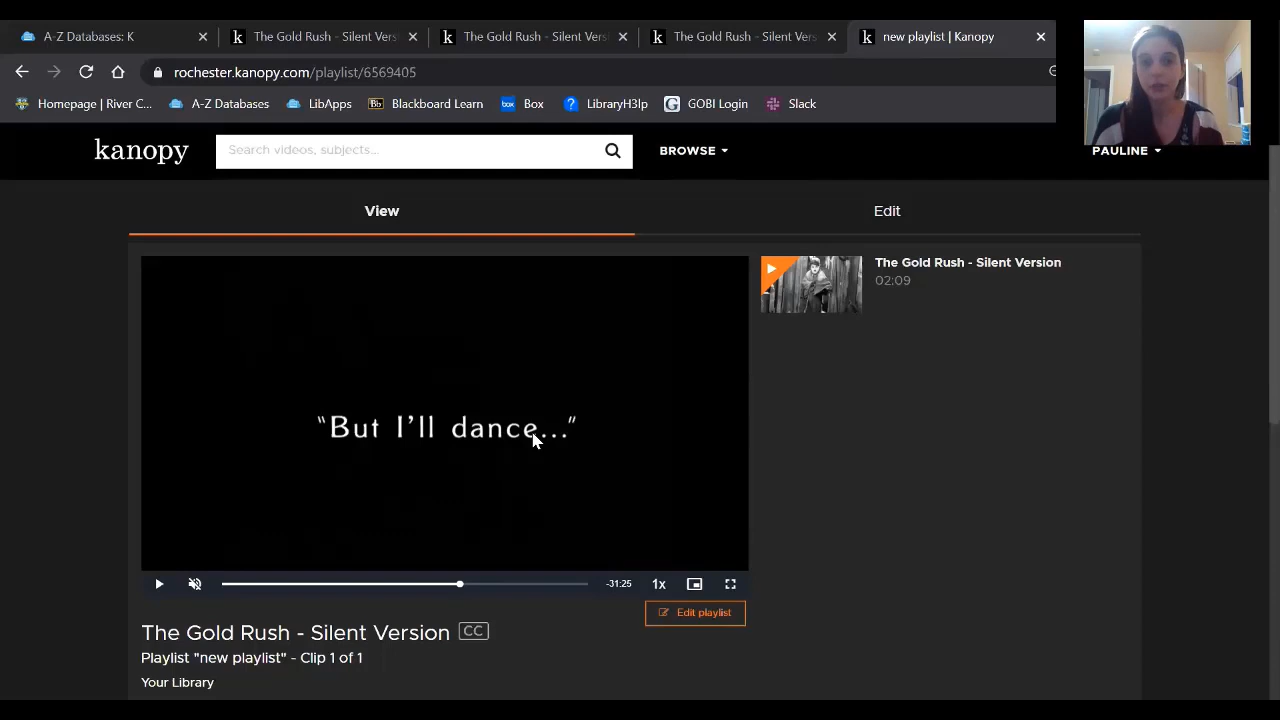 A-Z Databases: K
The Gold Rush - Silent Vers
The Gold Rush - Silent Vers
The Gold Rush - Silent Vers
new playlist | Kanopy
rochester.kanopy.com/playlist/6569405
Homepage | River C...
A-Z Databases
LibApps
Bb
Blackboard Learn
box
Box
LibraryH3lp
GOBI Login
Slack
kanopy
Search videos, subjects...
BROWSE
PAULINE
View
Edit
The Gold Rush - Silent Version
02:09
“But I’ll dance...”
-31:25
1x
Edit playlist
The Gold Rush - Silent Version CC
Playlist "new playlist" - Clip 1 of 1
Your Library